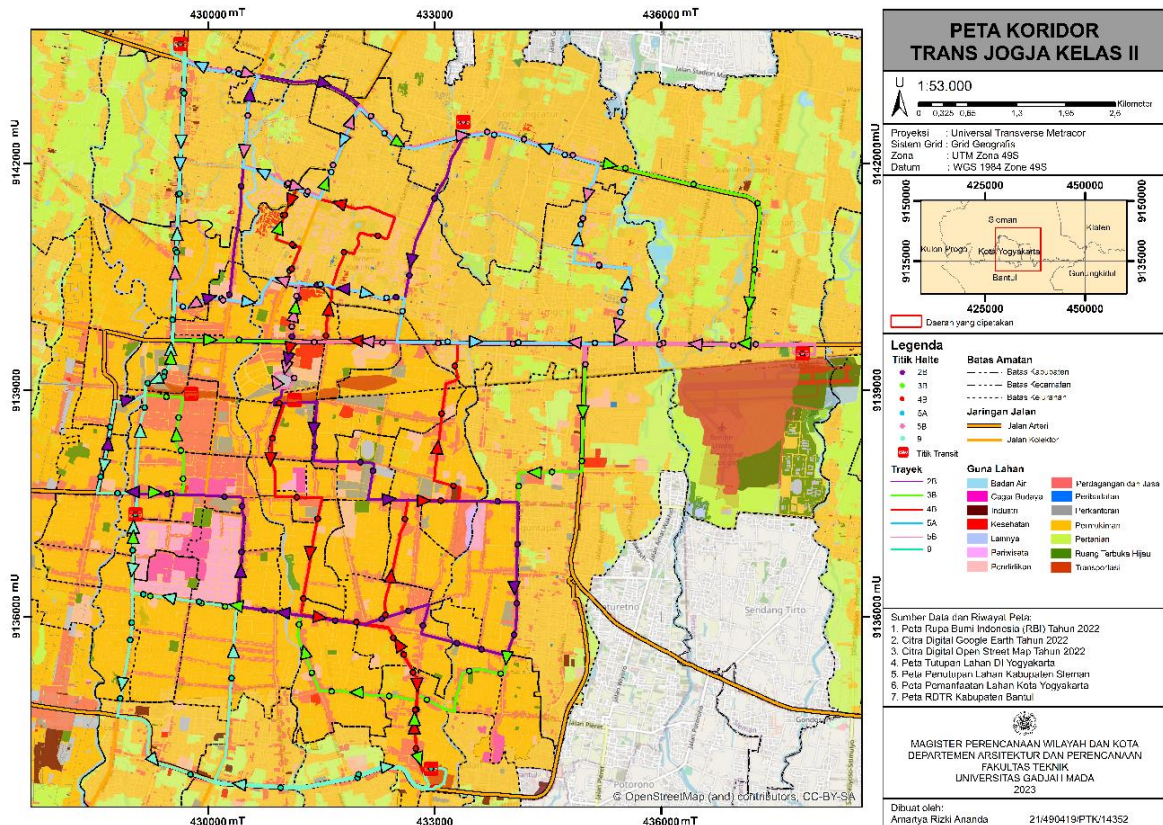 430000 mT
433000
436000 mT
9142000 mU
9139000
9136000 mU
9142000 mU
9139000
9136000 mU
430000 mT
433000
436000 mT
Jalan Stadion
Sendang Tirto
Potorono
© OpenStreetMap (and) contributors, CC-BY-SA
PETA KORIDOR
TRANS JOGJA KELAS II
U
1:53.000
0 0,325 0,65 1,3 1,95 2,6 Kilometer
Proyeksi : Universal Transverse Metracor
Sistem Grid : Grid Geografis
Zona : UTM Zona 49S
Datum : WGS 1984 Zone 49S
425000 450000
9150000
9135000
9150000
9135000
Sleman
Klaten
Kulon Progo
Kota Yogyakarta
Bantul
Gunungkidul
425000 450000
Daerah yang dipetakan
Legenda
Titik Halte
2B
3B
4B
5A
5B
9
Titik Transit
Trayek
2B
3B
4B
5A
5B
9
Batas Amatan
Batas Kabupaten
Batas Kecamatan
Batas Kelurahan
Jaringan Jalan
Jalan Arteri
Jalan Kolektor
Guna Lahan
Badan Air
Cagar Budaya
Industri
Kesehatan
Lainnya
Pariwisata
Pendidikan
Perdagangan dan Jasa
Peribadatan
Perkantoran
Permukiman
Pertanian
Ruang Terbuka Hijau
Transportasi
Sumber Data dan Riwayat Peta:
1. Peta Rupa Bumi Indonesia (RBI) Tahun 2022
2. Citra Digital Google Earth Tahun 2022
3. Citra Digital Open Street Map Tahun 2022
4. Peta Tutupan Lahan DI Yogyakarta
5. Peta Penutupan Lahan Kabupaten Sleman
6. Peta Pemanfaatan Lahan Kota Yogyakarta
7. Peta RDTR Kabupaten Bantul
MAGISTER PERENCANAAN WILAYAH DAN KOTA
DEPARTEMEN ARSITEKTUR DAN PERENCANAAN
FAKULTAS TEKNIK
UNIVERSITAS GADJAH MADA
2023
Dibuat oleh:
Amartya Rizki Ananda 21/490419/PTK/14352